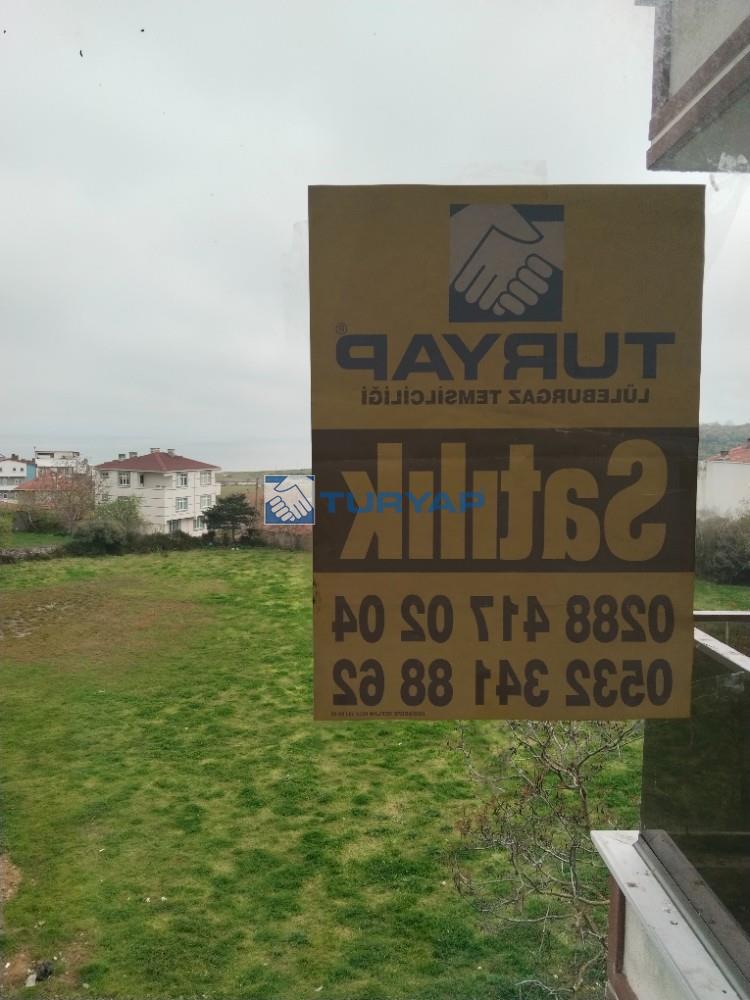 TURYAP®
LÜLEBURGAZ TEMSİLCİLİĞİ
Satılık
TURYAP
0288 417 02 04
0532 341 88 62